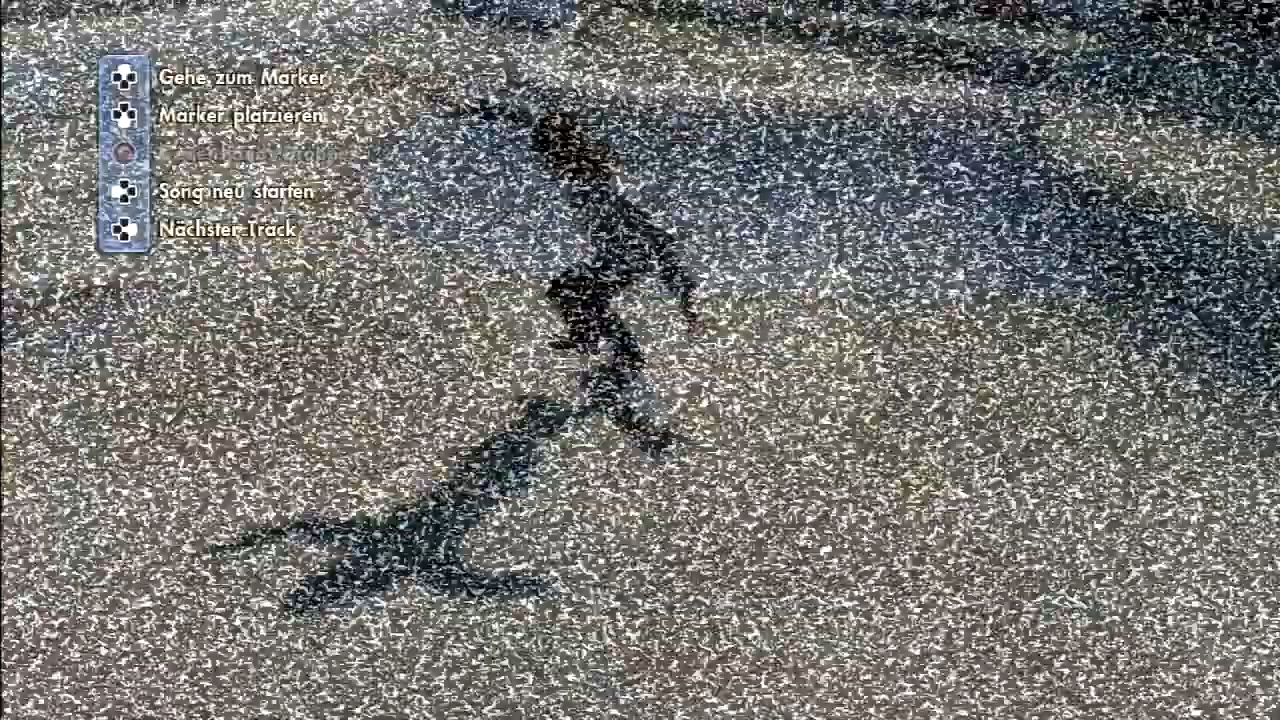 Gehe zum Marker
Marker platzieren
Song neu starten
Nächster Track